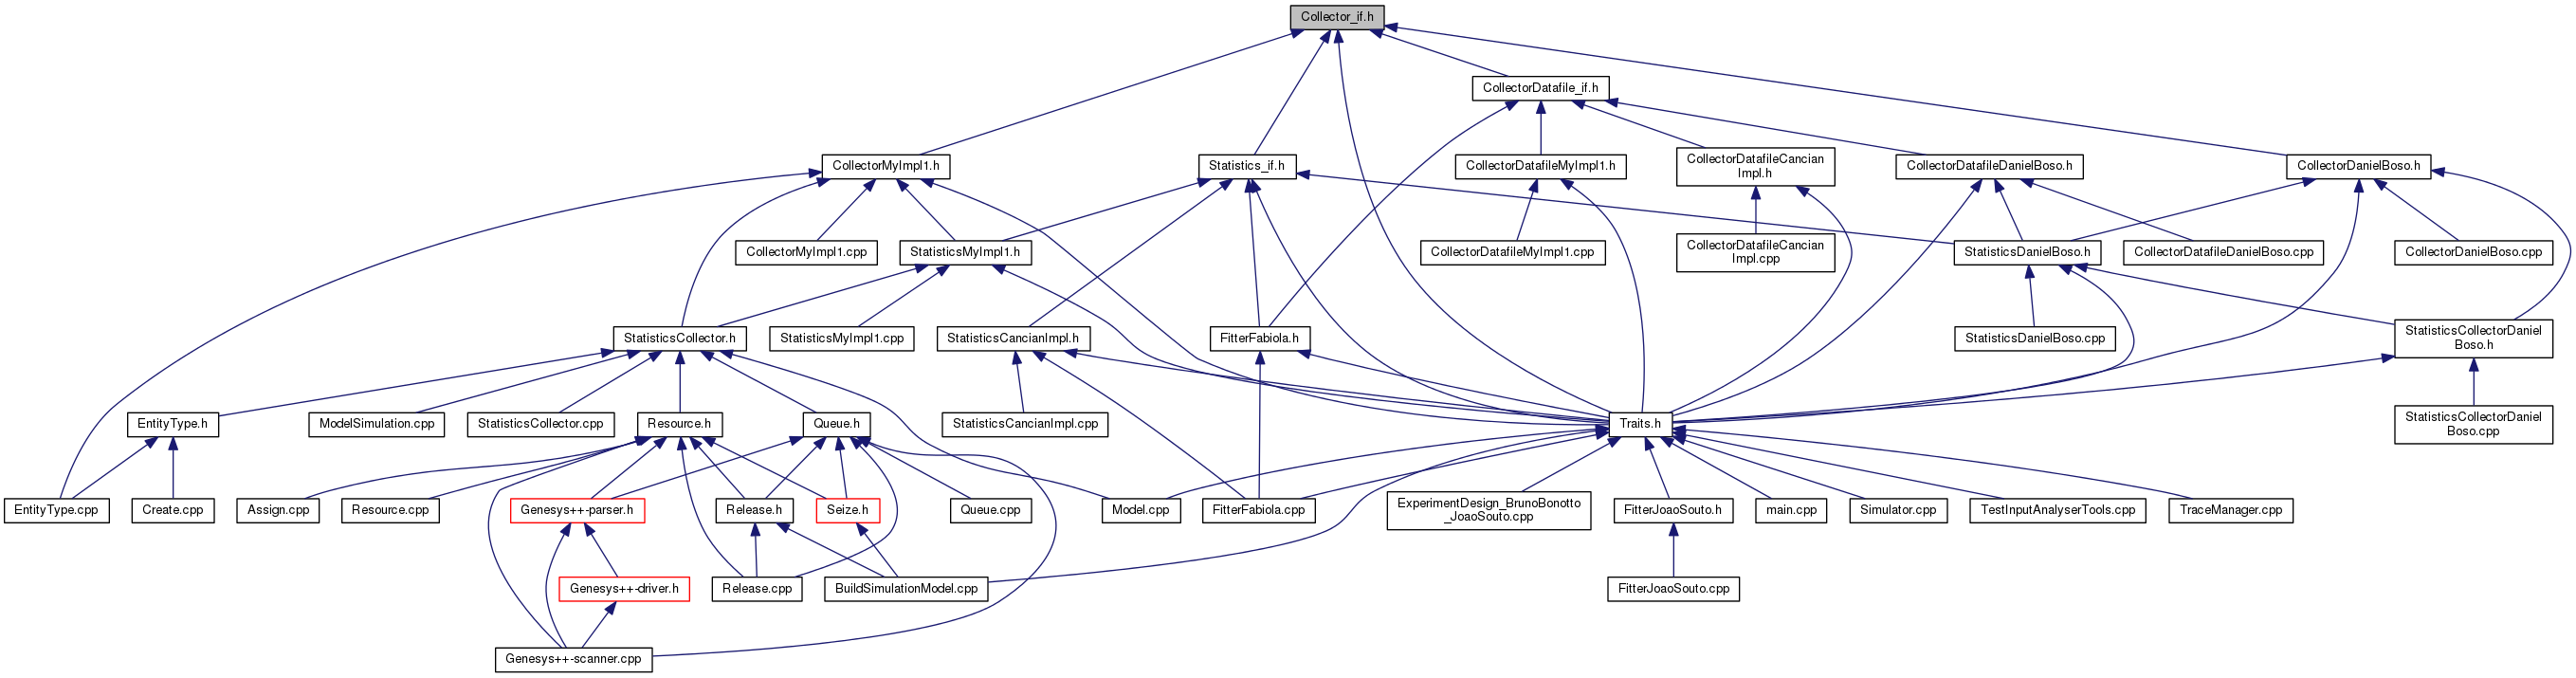 Collector_if.h
CollectorDatafile_if.h
CollectorMyImpl1.h
Statistics_if.h
CollectorDatafileMyImpl1.h
CollectorDatafileCancian
Impl.h
CollectorDatafileDanielBoso.h
CollectorDanielBoso.h
CollectorMyImpl1.cpp
StatisticsMyImpl1.h
CollectorDatafileMyImpl1.cpp
CollectorDatafileCancian
Impl.cpp
StatisticsDanielBoso.h
CollectorDatafileDanielBoso.cpp
CollectorDanielBoso.cpp
StatisticsCollector.h
StatisticsMyImpl1.cpp
StatisticsCancianImpl.h
FitterFabiola.h
StatisticsDanielBoso.cpp
StatisticsCollectorDaniel
Boso.h
EntityType.h
ModelSimulation.cpp
StatisticsCollector.cpp
Resource.h
Queue.h
StatisticsCancianImpl.cpp
Traits.h
StatisticsCollectorDaniel
Boso.cpp
EntityType.cpp
Create.cpp
Assign.cpp
Resource.cpp
Genesys++-parser.h
Release.h
Seize.h
Queue.cpp
Model.cpp
FitterFabiola.cpp
ExperimentDesign_BrunoBonotto
_JoaoSouto.cpp
FitterJoaoSouto.h
main.cpp
Simulator.cpp
TestInputAnalyserTools.cpp
TraceManager.cpp
Genesys++-driver.h
Release.cpp
BuildSimulationModel.cpp
FitterJoaoSouto.cpp
Genesys++-scanner.cpp